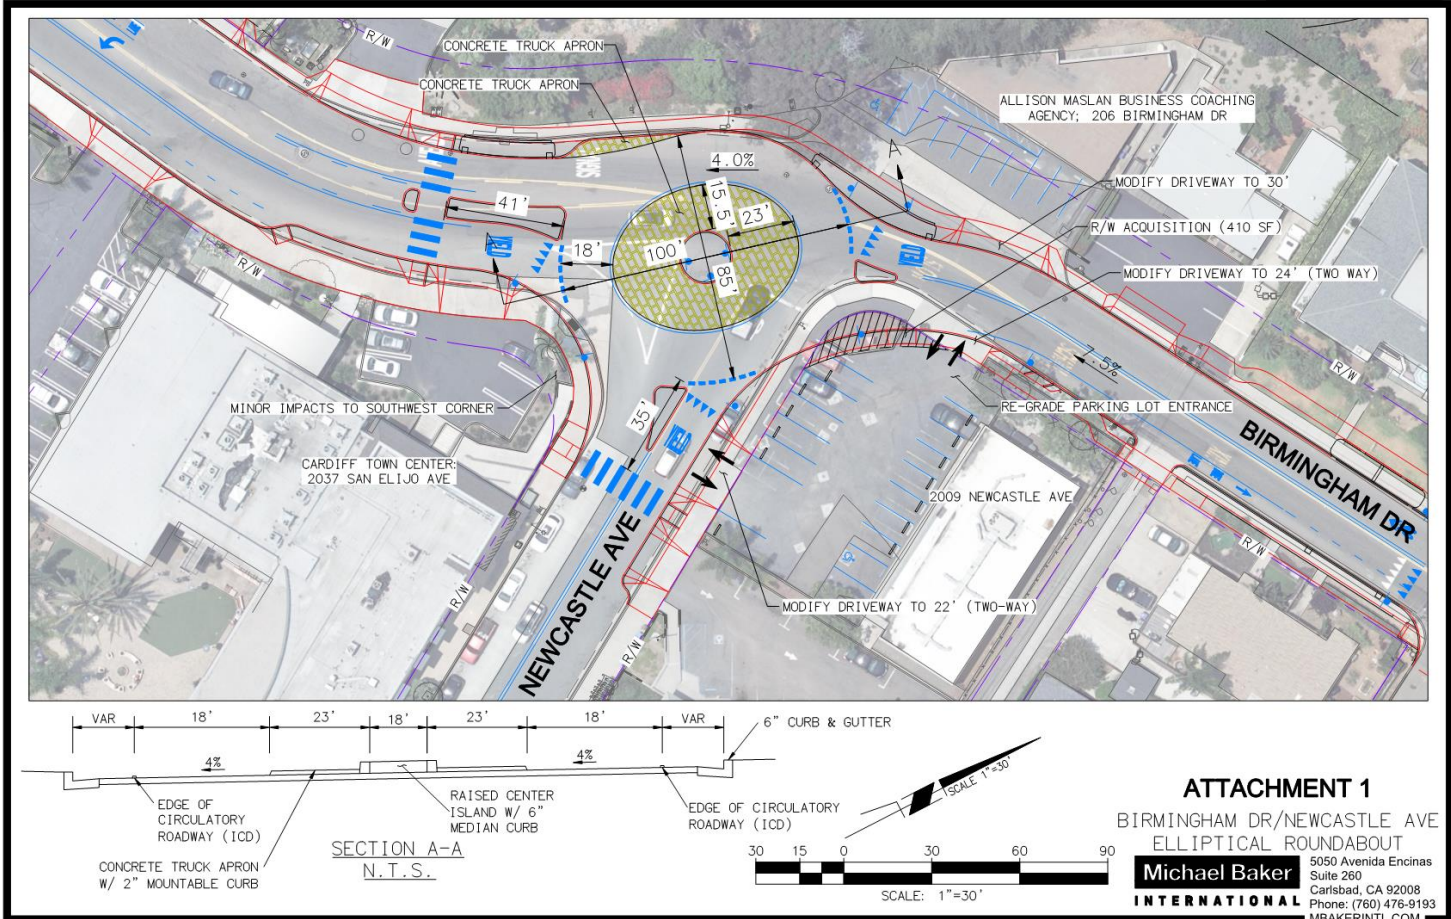 CONCRETE TRUCK APRON
CONCRETE TRUCK APRON
R/W
ALLISON MASLAN BUSINESS COACHING
AGENCY; 206 BIRMINGHAM DR
4.0%
A
MODIFY DRIVEWAY TO 30'
R/W ACQUISITION (410 SF)
MODIFY DRIVEWAY TO 24' (TWO WAY)
15.5'
23'
41'
18'
100'
85'
A
YIELD
YIELD
R/W
7.5%
R/W
MINOR IMPACTS TO SOUTHWEST CORNER
35'
YIELD
RE-GRADE PARKING LOT ENTRANCE
BIRMINGHAM DR
CARDIFF TOWN CENTER:
2037 SAN ELIJO AVE
2009 NEWCASTLE AVE
NEWCASTLE AVE
R/W
R/W
R/W
MODIFY DRIVEWAY TO 22' (TWO-WAY)
VAR
18'
23'
18'
23'
18'
VAR
6" CURB & GUTTER
4%
4%
EDGE OF
CIRCULATORY
ROADWAY (ICD)
RAISED CENTER
ISLAND W/ 6"
MEDIAN CURB
EDGE OF CIRCULATORY
ROADWAY (ICD)
CONCRETE TRUCK APRON
W/ 2" MOUNTABLE CURB
SECTION A-A
N.T.S.
SCALE 1"=30'
30 15 0 30 60 90
SCALE: 1"=30'
ATTACHMENT 1
BIRMINGHAM DR/NEWCASTLE AVE
ELLIPTICAL ROUNDABOUT
Michael Baker
INTERNATIONAL
5050 Avenida Encinas
Suite 260
Carlsbad, CA 92008
Phone: (760) 476-9193
MBAKERINTL.COM